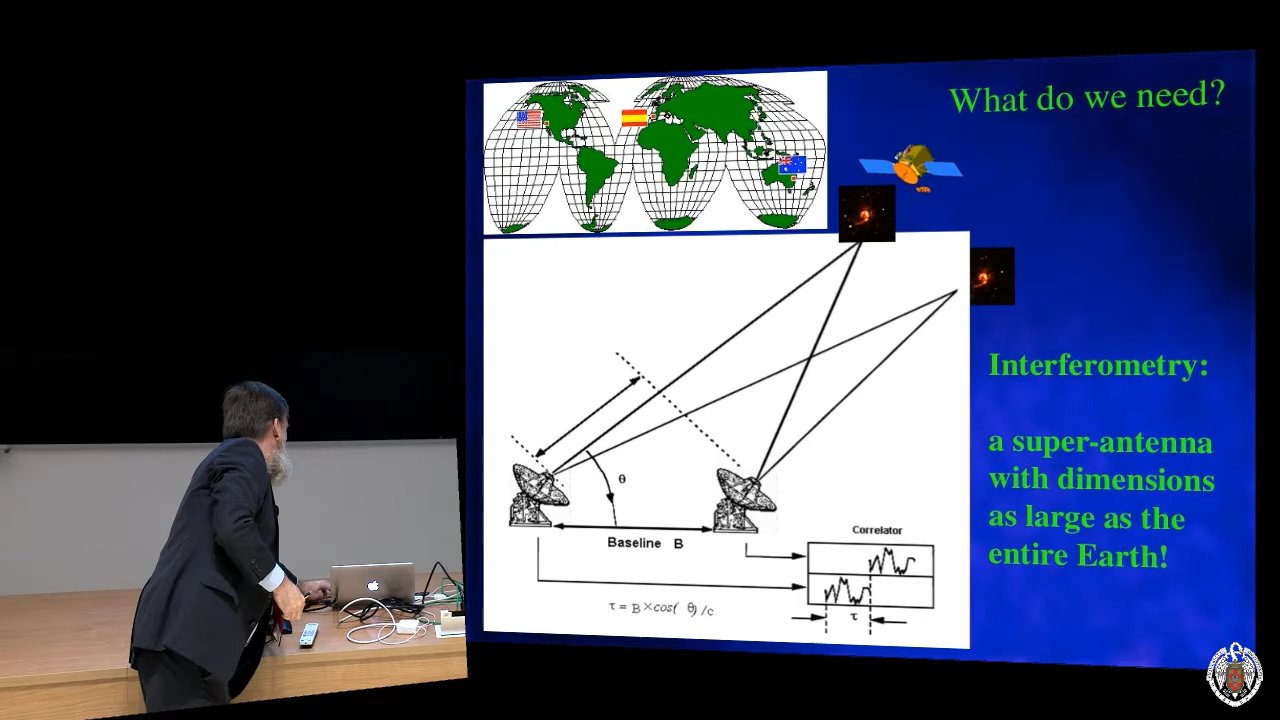 What do we need?
Interferometry:
a super-antenna
with dimensions
as large as the
entire Earth!
θ
Baseline B
Correlator
τ = B × cos( θ) /c
τ